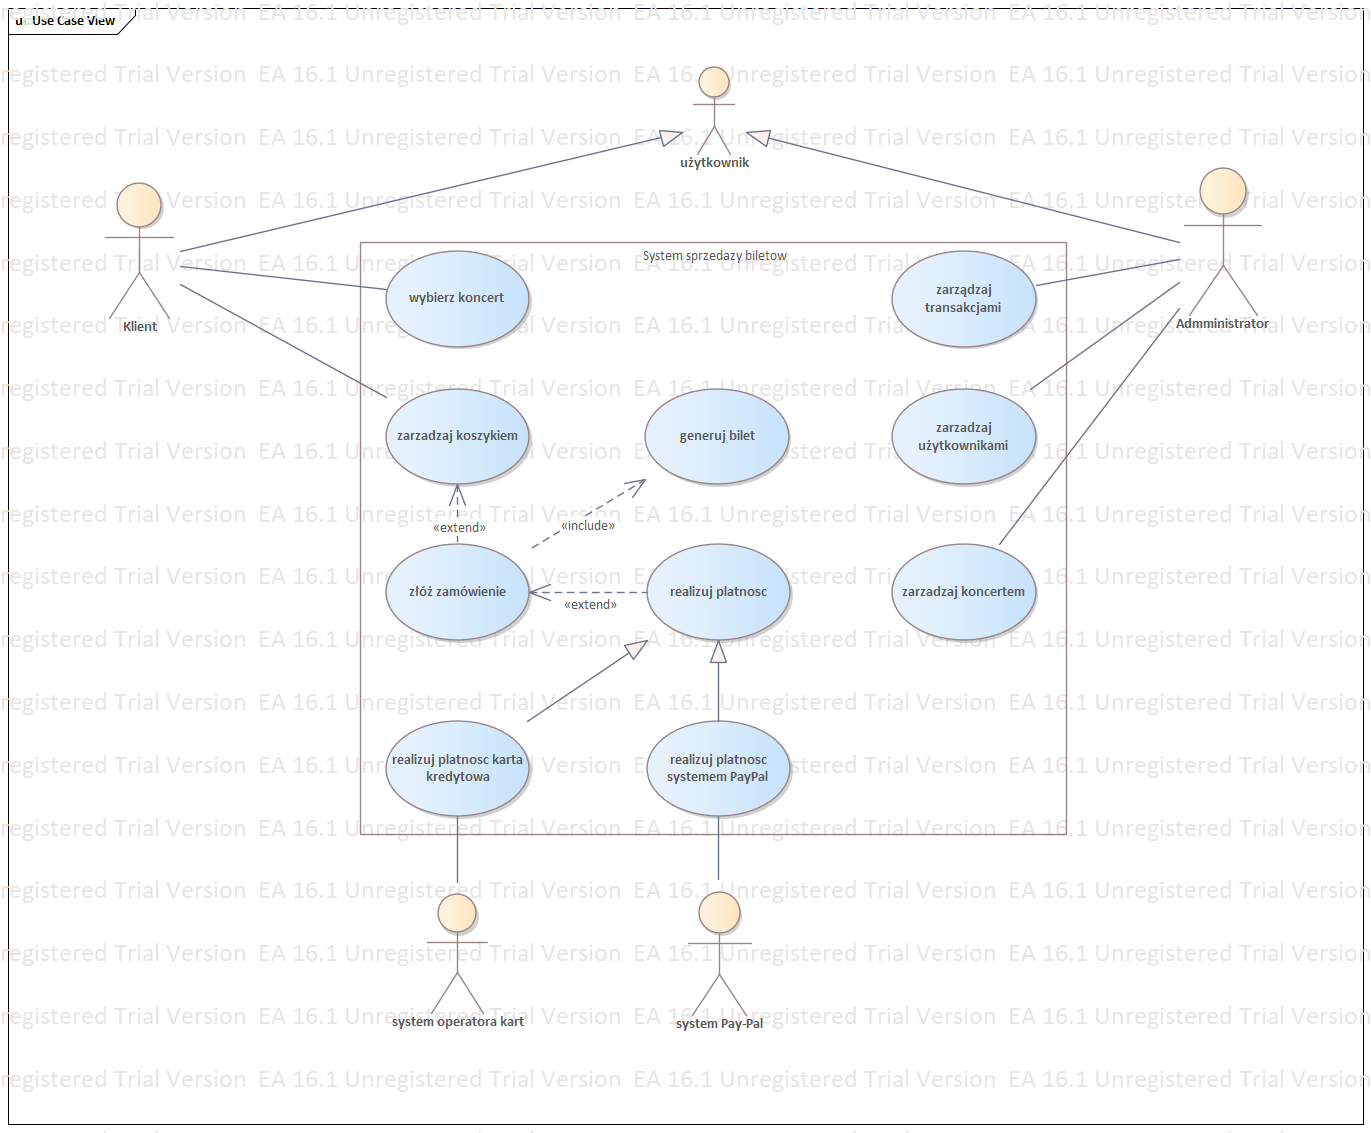 uc Use Case View
użytkownik
Klient
Admministrator
System sprzedazy biletow
wybierz koncert
zarządzaj
transakcjami
zarzadzaj koszykiem
generuj bilet
zarzadzaj
użytkownikami
«extend»
«include»
złóż zamówienie
realizuj platnosc
zarzadzaj koncertem
«extend»
realizuj platnosc karta
kredytowa
realizuj platnosc
systemem PayPal
system operatora kart
system Pay-Pal
EA 16.1 Unregistered Trial Version